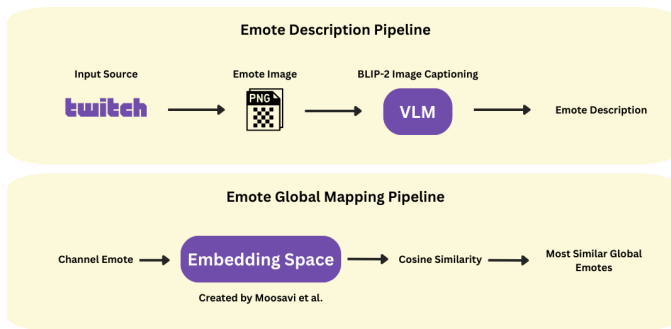 Emote Description Pipeline
Input Source
Emote Image
BLIP-2 Image Captioning
twitch
PNG
VLM
Emote Description
Emote Global Mapping Pipeline
Channel Emote
Embedding Space
Cosine Similarity
Most Similar Global
Emotes
Created by Moosavi et al.